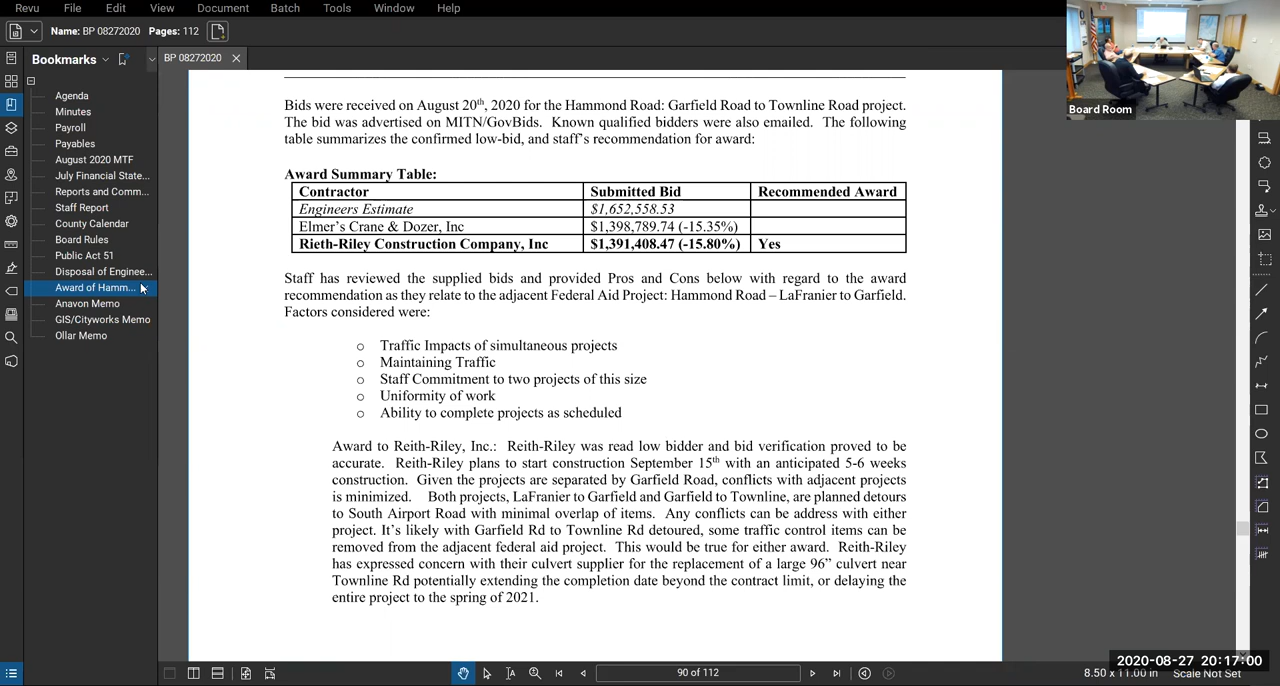 Revu File Edit View Document Batch Tools Window Help
Name: BP 08272020 Pages: 112
Bookmarks
BP 08272020
Agenda
Minutes
Payroll
Payables
August 2020 MTF
July Financial State...
Reports and Comm...
Staff Report
County Calendar
Board Rules
Public Act 51
Disposal of Enginee...
Award of Hamm...
Anavon Memo
GIS/Cityworks Memo
Ollar Memo
Bids were received on August 20th, 2020 for the Hammond Road: Garfield Road to Townline Road project.
The bid was advertised on MITN/GovBids. Known qualified bidders were also emailed. The following
table summarizes the confirmed low-bid, and staff's recommendation for award:
Award Summary Table:
Contractor Submitted Bid Recommended Award
Engineers Estimate $1,652,558.53
Elmer's Crane & Dozer, Inc $1,398,789.74 (-15.35%)
Rieth-Riley Construction Company, Inc $1,391,408.47 (-15.80%) Yes
Staff has reviewed the supplied bids and provided Pros and Cons below with regard to the award
recommendation as they relate to the adjacent Federal Aid Project: Hammond Road – LaFranier to Garfield.
Factors considered were:
o Traffic Impacts of simultaneous projects
o Maintaining Traffic
o Staff Commitment to two projects of this size
o Uniformity of work
o Ability to complete projects as scheduled
Award to Reith-Riley, Inc.: Reith-Riley was read low bidder and bid verification proved to be
accurate. Reith-Riley plans to start construction September 15th with an anticipated 5-6 weeks
construction. Given the projects are separated by Garfield Road, conflicts with adjacent projects
is minimized. Both projects, LaFranier to Garfield and Garfield to Townline, are planned detours
to South Airport Road with minimal overlap of items. Any conflicts can be address with either
project. It's likely with Garfield Rd to Townline Rd detoured, some traffic control items can be
removed from the adjacent federal aid project. This would be true for either award. Reith-Riley
has expressed concern with their culvert supplier for the replacement of a large 96" culvert near
Townline Rd potentially extending the completion date beyond the contract limit, or delaying the
entire project to the spring of 2021.
Board Room
90 of 112
8.50 x 11.00 in Scale Not Set
2020-08-27 20:17:00